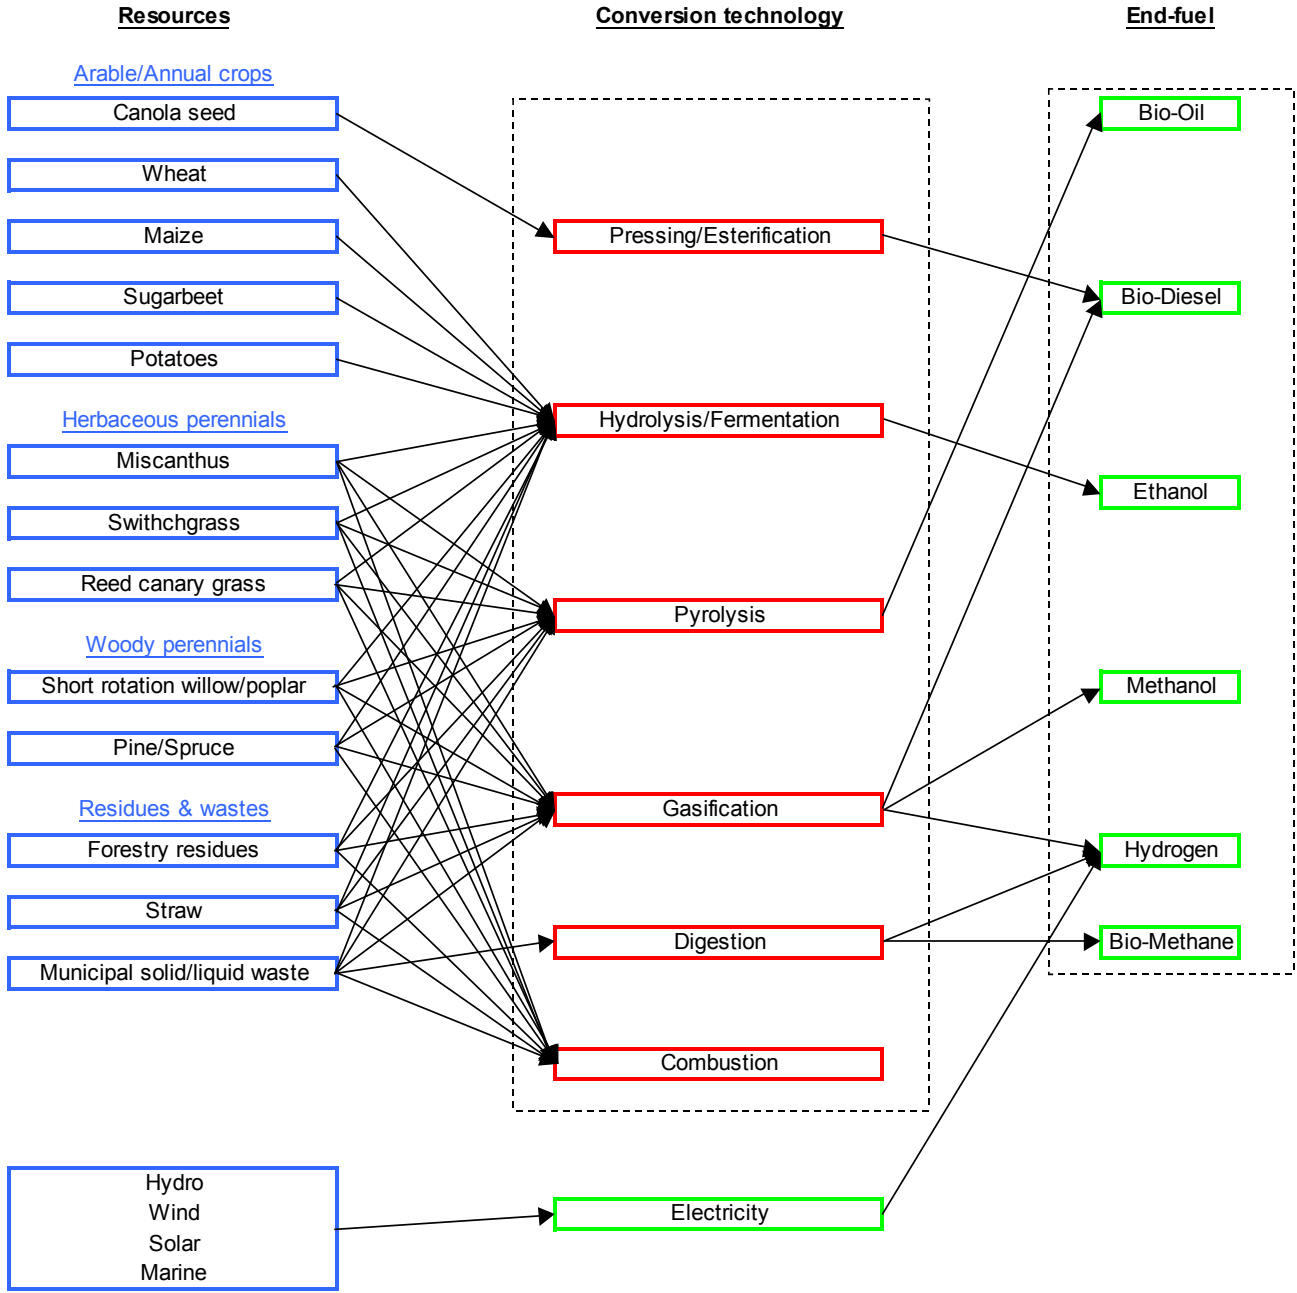 Resources
Conversion technology
End-fuel
Arable/Annual crops
Canola seed
Wheat
Maize
Sugarbeet
Potatoes
Herbaceous perennials
Miscanthus
Swithchgrass
Reed canary grass
Woody perennials
Short rotation willow/poplar
Pine/Spruce
Residues & wastes
Forestry residues
Straw
Municipal solid/liquid waste
Hydro
Wind
Solar
Marine
Pressing/Esterification
Hydrolysis/Fermentation
Pyrolysis
Gasification
Digestion
Combustion
Electricity
Bio-Oil
Bio-Diesel
Ethanol
Methanol
Hydrogen
Bio-Methane